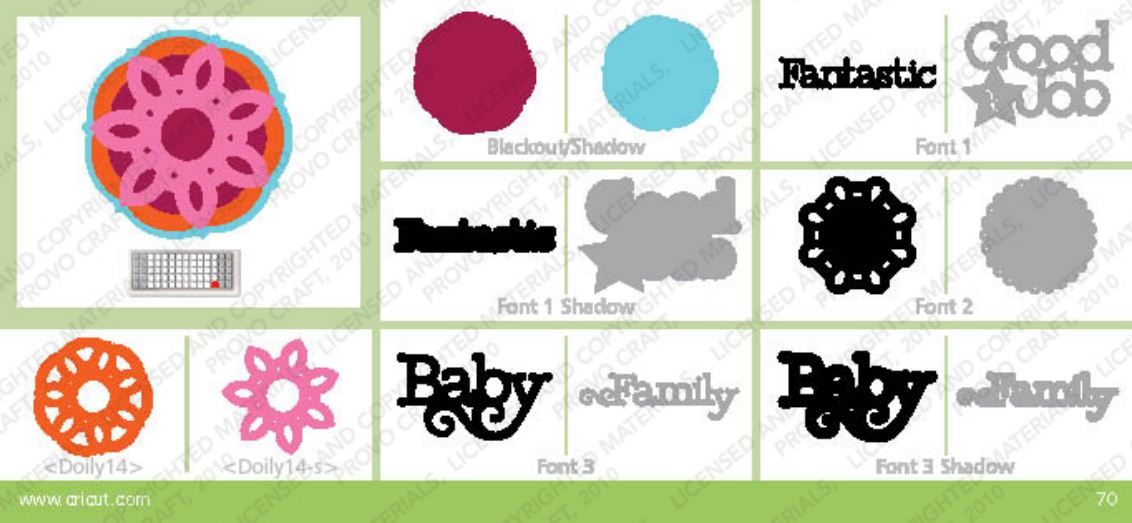 Blackout/Shadow
Fantastic
Good
Job
Font 1
Fantastic
Font 1 Shadow
Font 2
<Doily14>
<Doily14-s>
Baby
Family
Font 3
Baby
Family
Font 3 Shadow
www.cricut.com
70
LICENSED AND COPYRIGHTED MATERIALS,
PROVO CRAFT, 2010